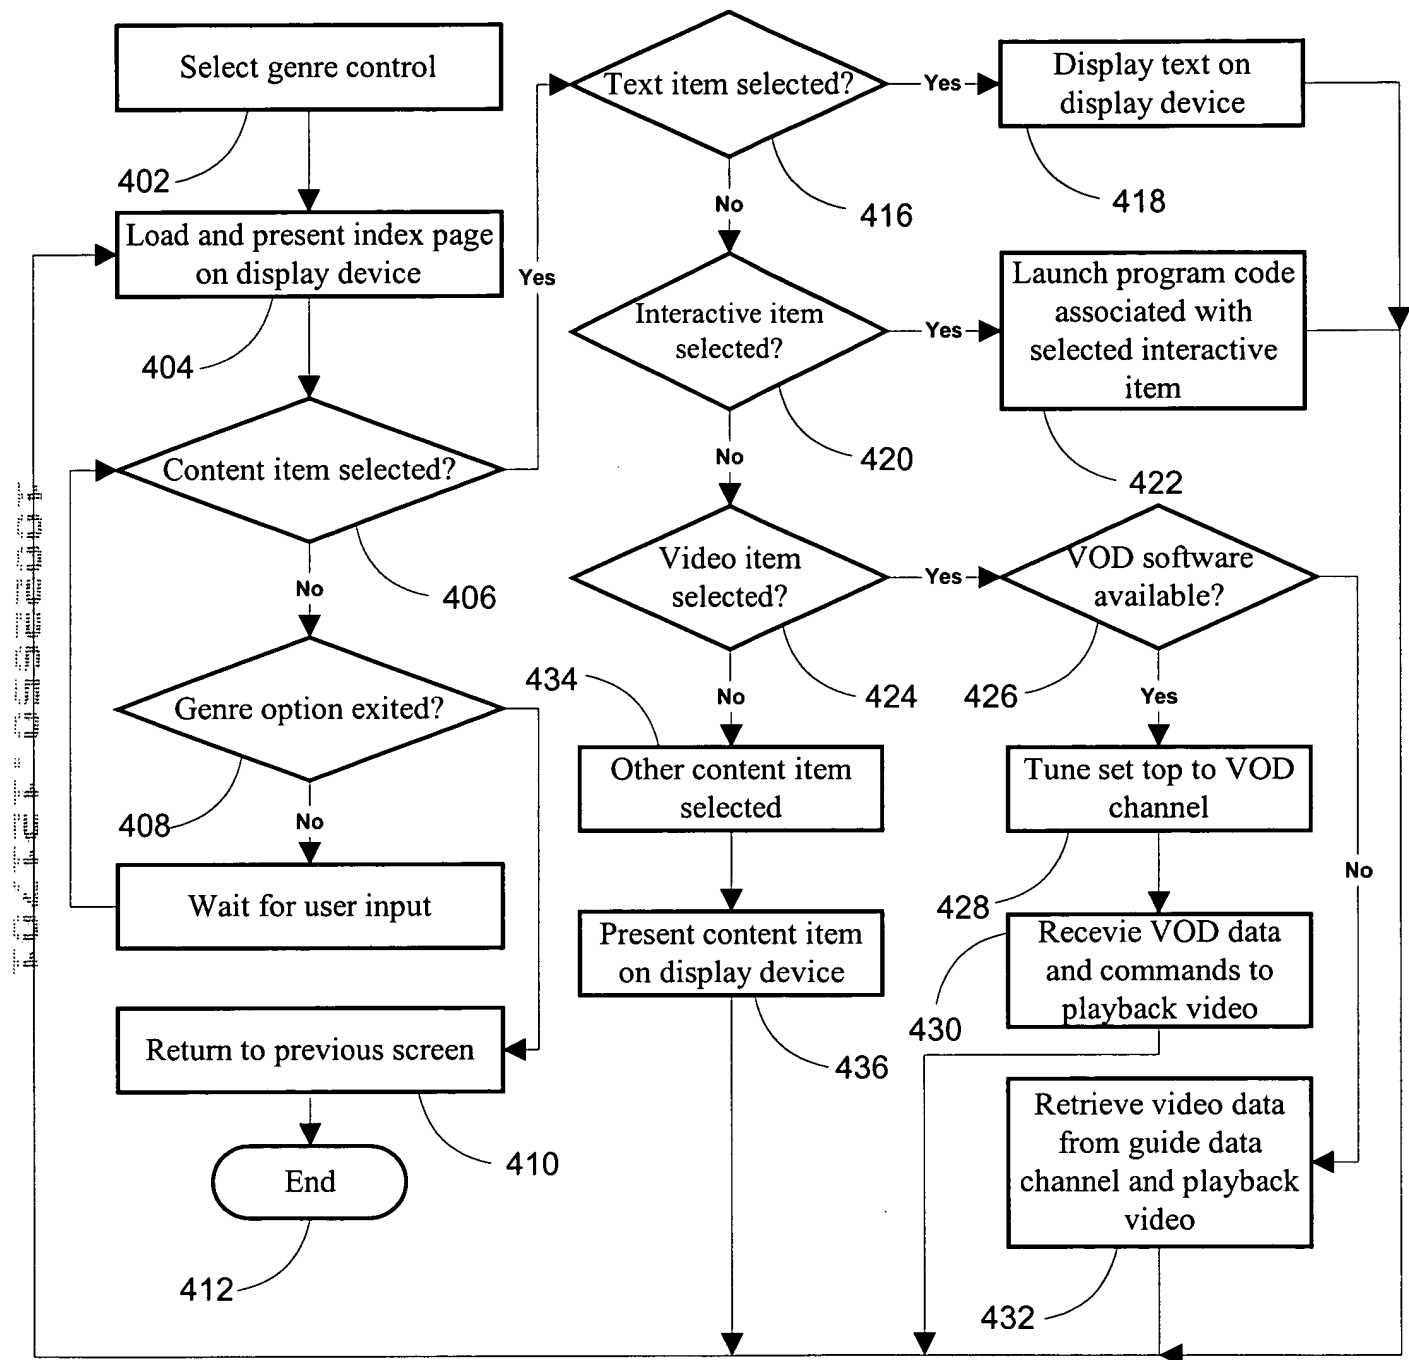 Select genre control
402
Load and present index page
on display device
404
Content item selected?
Yes
406
No
Genre option exited?
408
No
Wait for user input
Return to previous screen
410
End
412
Text item selected?
Yes
416
No
Display text on
display device
418
Interactive item
selected?
Yes
420
No
Launch program code
associated with
selected interactive
item
422
Video item
selected?
Yes
424
No
434
Other content item
selected
Present content item
on display device
436
VOD software
available?
426
Yes
No
Tune set top to VOD
channel
428
Recevie VOD data
and commands to
playback video
430
Retrieve video data
from guide data
channel and playback
video
432